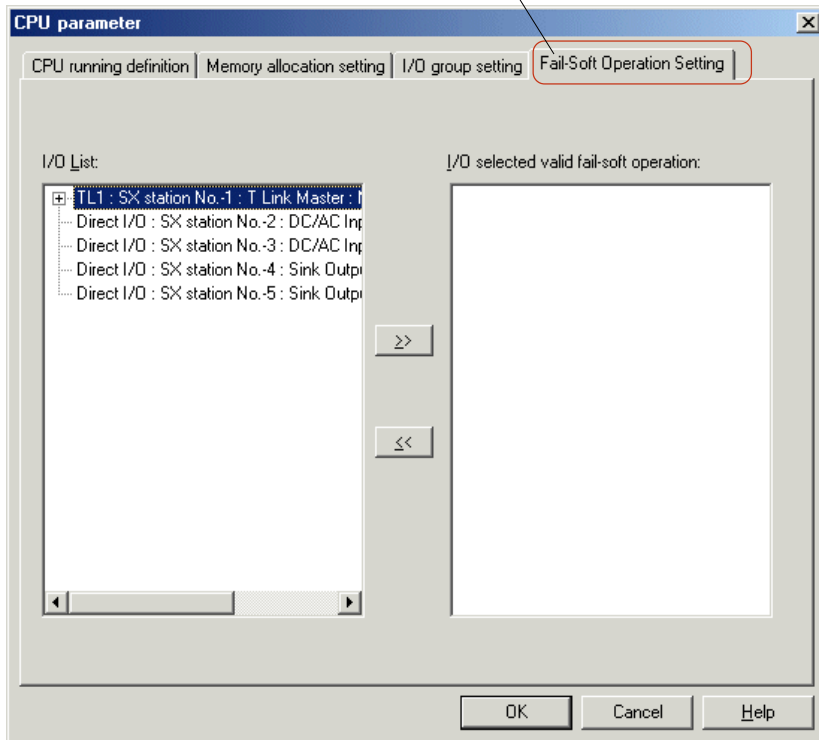 CPU parameter
CPU running definition Memory allocation setting I/O group setting Fail-Soft Operation Setting
I/O List: I/O selected valid fail-soft operation:
TL1 : SX station No.-1 : T Link Master :
Direct I/O : SX station No.-2 : DC/AC Inp
Direct I/O : SX station No.-3 : DC/AC Inp
Direct I/O : SX station No.-4 : Sink Outpu
Direct I/O : SX station No.-5 : Sink Outpu
>>
<<
OK Cancel Help